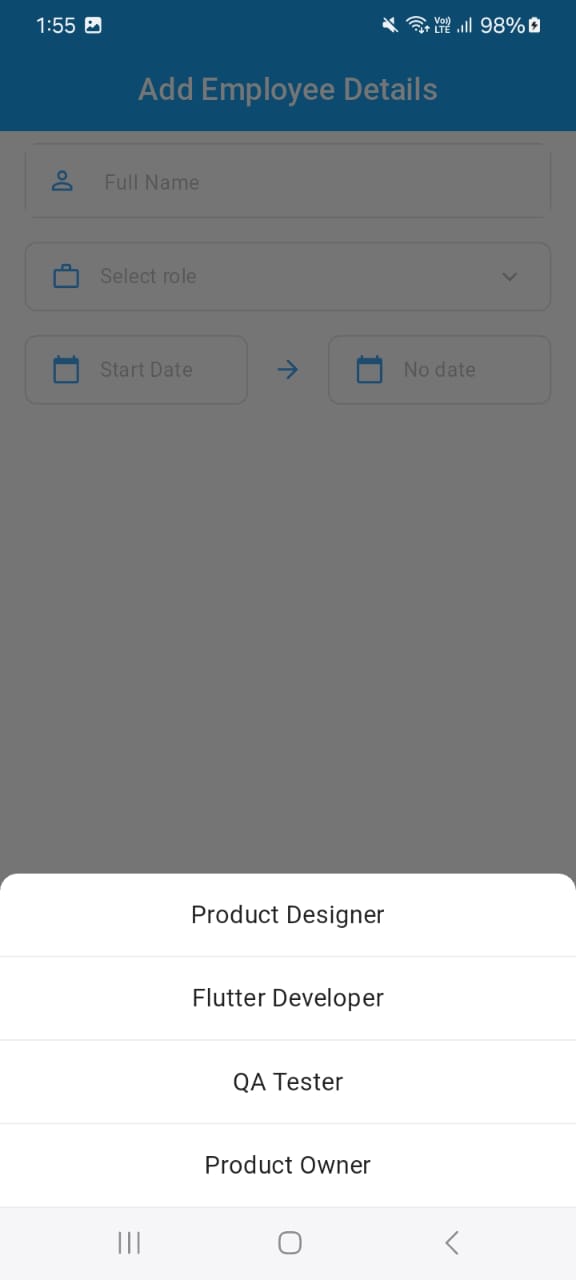 1:55 Vo)) LTE 98%
Add Employee Details
Full Name
Select role
Start Date No date
Product Designer
Flutter Developer
QA Tester
Product Owner